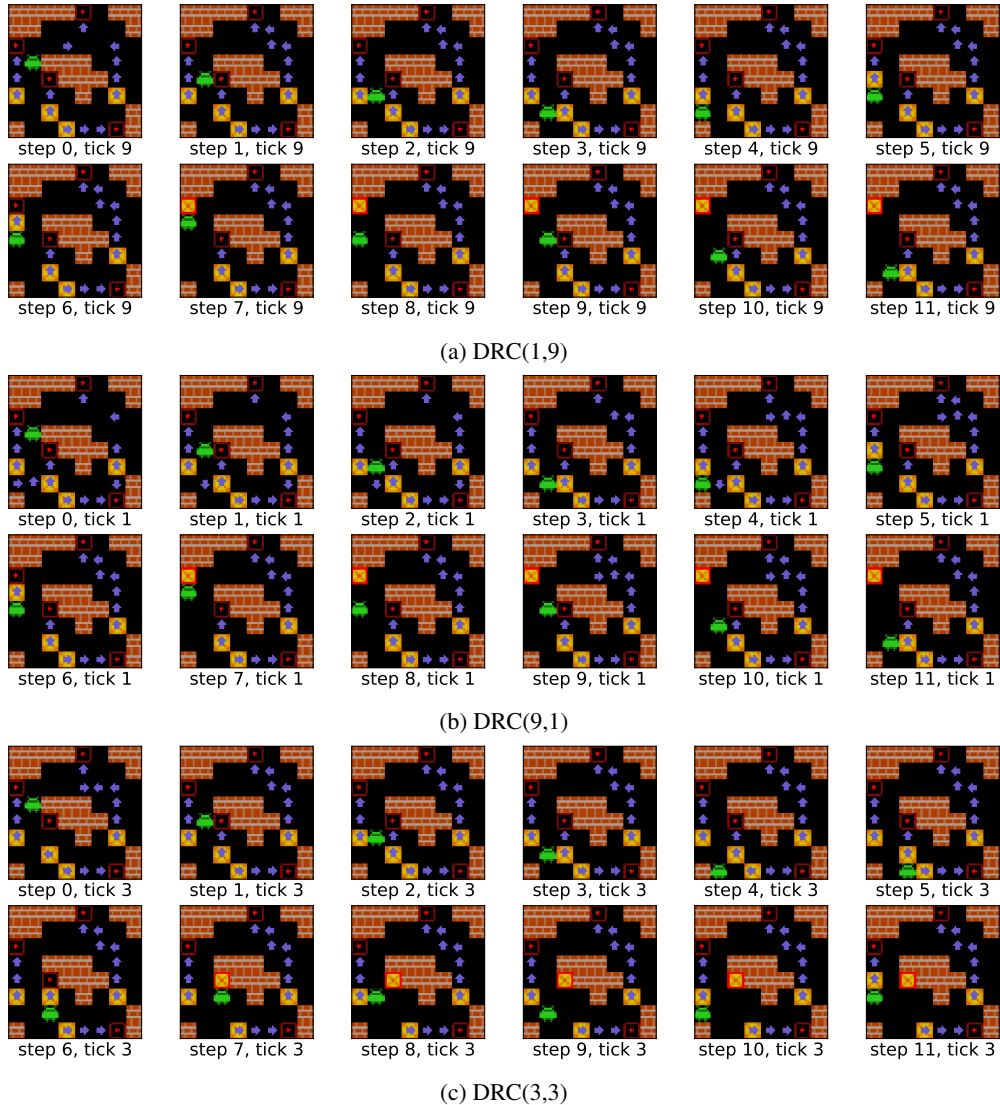 step 0, tick 9 step 1, tick 9 step 2, tick 9 step 3, tick 9 step 4, tick 9 step 5, tick 9
step 6, tick 9 step 7, tick 9 step 8, tick 9 step 9, tick 9 step 10, tick 9 step 11, tick 9
(a) DRC(1,9)
step 0, tick 1 step 1, tick 1 step 2, tick 1 step 3, tick 1 step 4, tick 1 step 5, tick 1
step 6, tick 1 step 7, tick 1 step 8, tick 1 step 9, tick 1 step 10, tick 1 step 11, tick 1
(b) DRC(9,1)
step 0, tick 3 step 1, tick 3 step 2, tick 3 step 3, tick 3 step 4, tick 3 step 5, tick 3
step 6, tick 3 step 7, tick 3 step 8, tick 3 step 9, tick 3 step 10, tick 3 step 11, tick 3
(c) DRC(3,3)